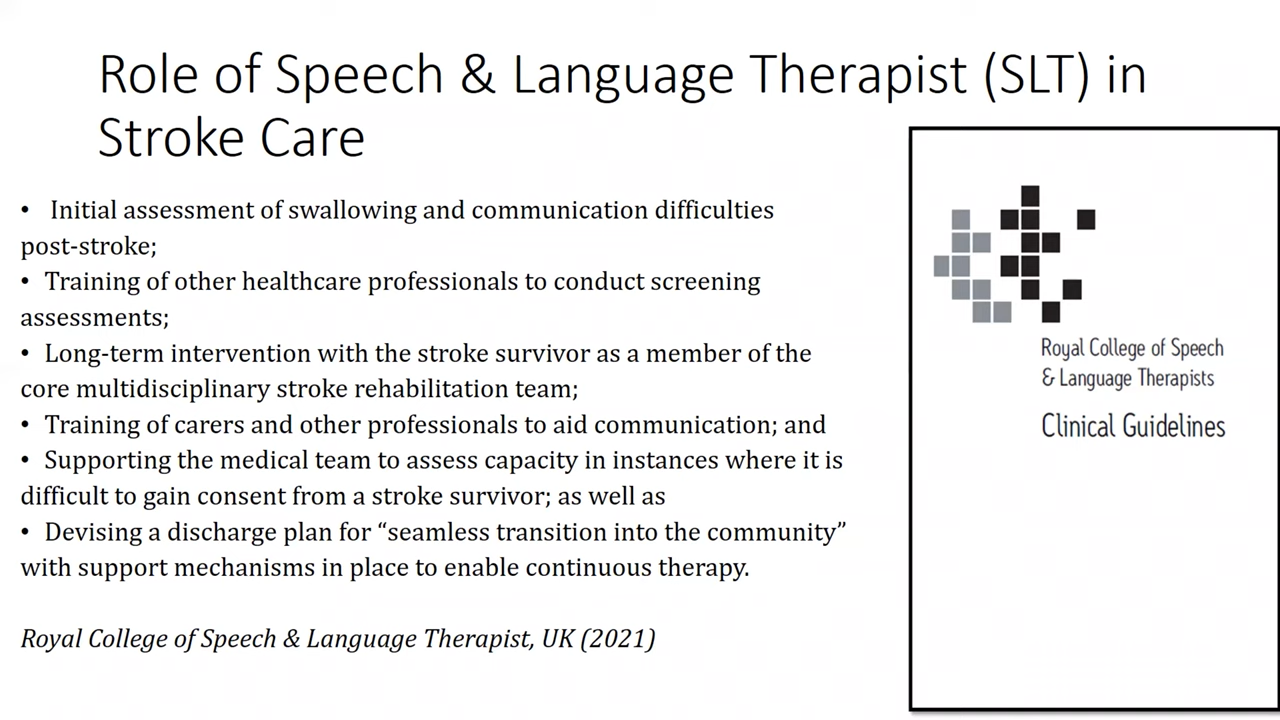 Role of Speech & Language Therapist (SLT) in
Stroke Care
• Initial assessment of swallowing and communication difficulties
post-stroke;
• Training of other healthcare professionals to conduct screening
assessments;
• Long-term intervention with the stroke survivor as a member of the
core multidisciplinary stroke rehabilitation team;
• Training of carers and other professionals to aid communication; and
• Supporting the medical team to assess capacity in instances where it is
difficult to gain consent from a stroke survivor; as well as
• Devising a discharge plan for “seamless transition into the community”
with support mechanisms in place to enable continuous therapy.
Royal College of Speech & Language Therapist, UK (2021)
Royal College of Speech
& Language Therapists
Clinical Guidelines